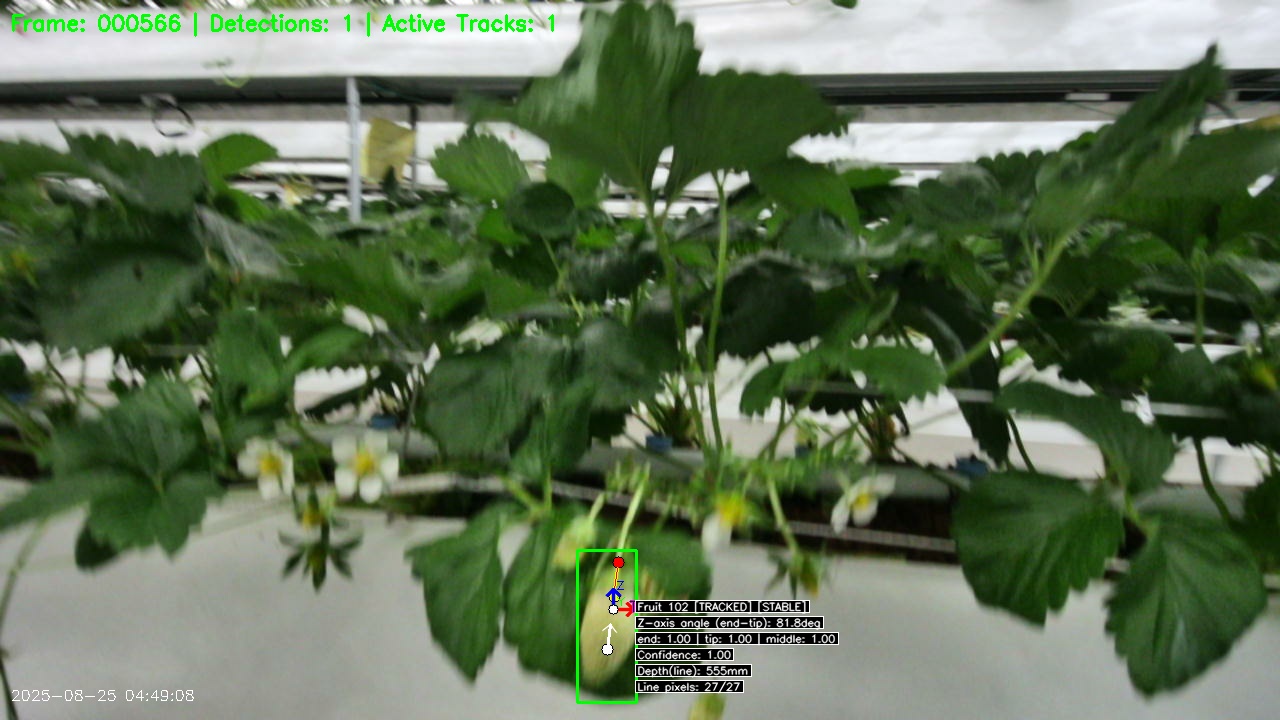 Frame: 000566 | Detections: 1 | Active Tracks: 1
Z
Fruit 102 [TRACKED] [STABLE]
Z-axis angle (end-tip): 81.8deg
end: 1.00 | tip: 1.00 | middle: 1.00
Confidence: 1.00
Depth(line): 555mm
Line pixels: 27/27
2025-08-25 04:49:08